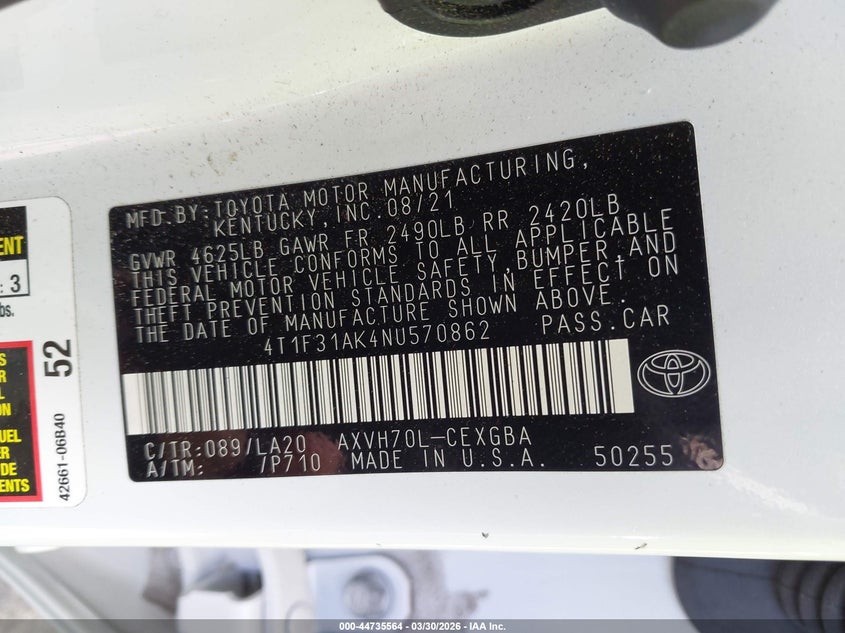 MFD.BY:TOYOTA MOTOR MANUFACTURING,
KENTUCKY, INC. 08/21
GVWR 4625LB GAWR FR 2490LB RR 2420LB
THIS VEHICLE CONFORMS TO ALL APPLICABLE
FEDERAL MOTOR VEHICLE SAFETY,BUMPER,AND
THEFT PREVENTION STANDARDS IN EFFECT ON
THE DATE OF MANUFACTURE SHOWN ABOVE.
4T1F31AK4NU570862 PASS.CAR
C/TR:089/LA20 AXVH70L-CEXGBA
A/TM: /P710 MADE IN U.S.A. 50255
: 3
bs.
52
42661-06B40
000-44735564 - 03/30/2026 - IAA Inc.